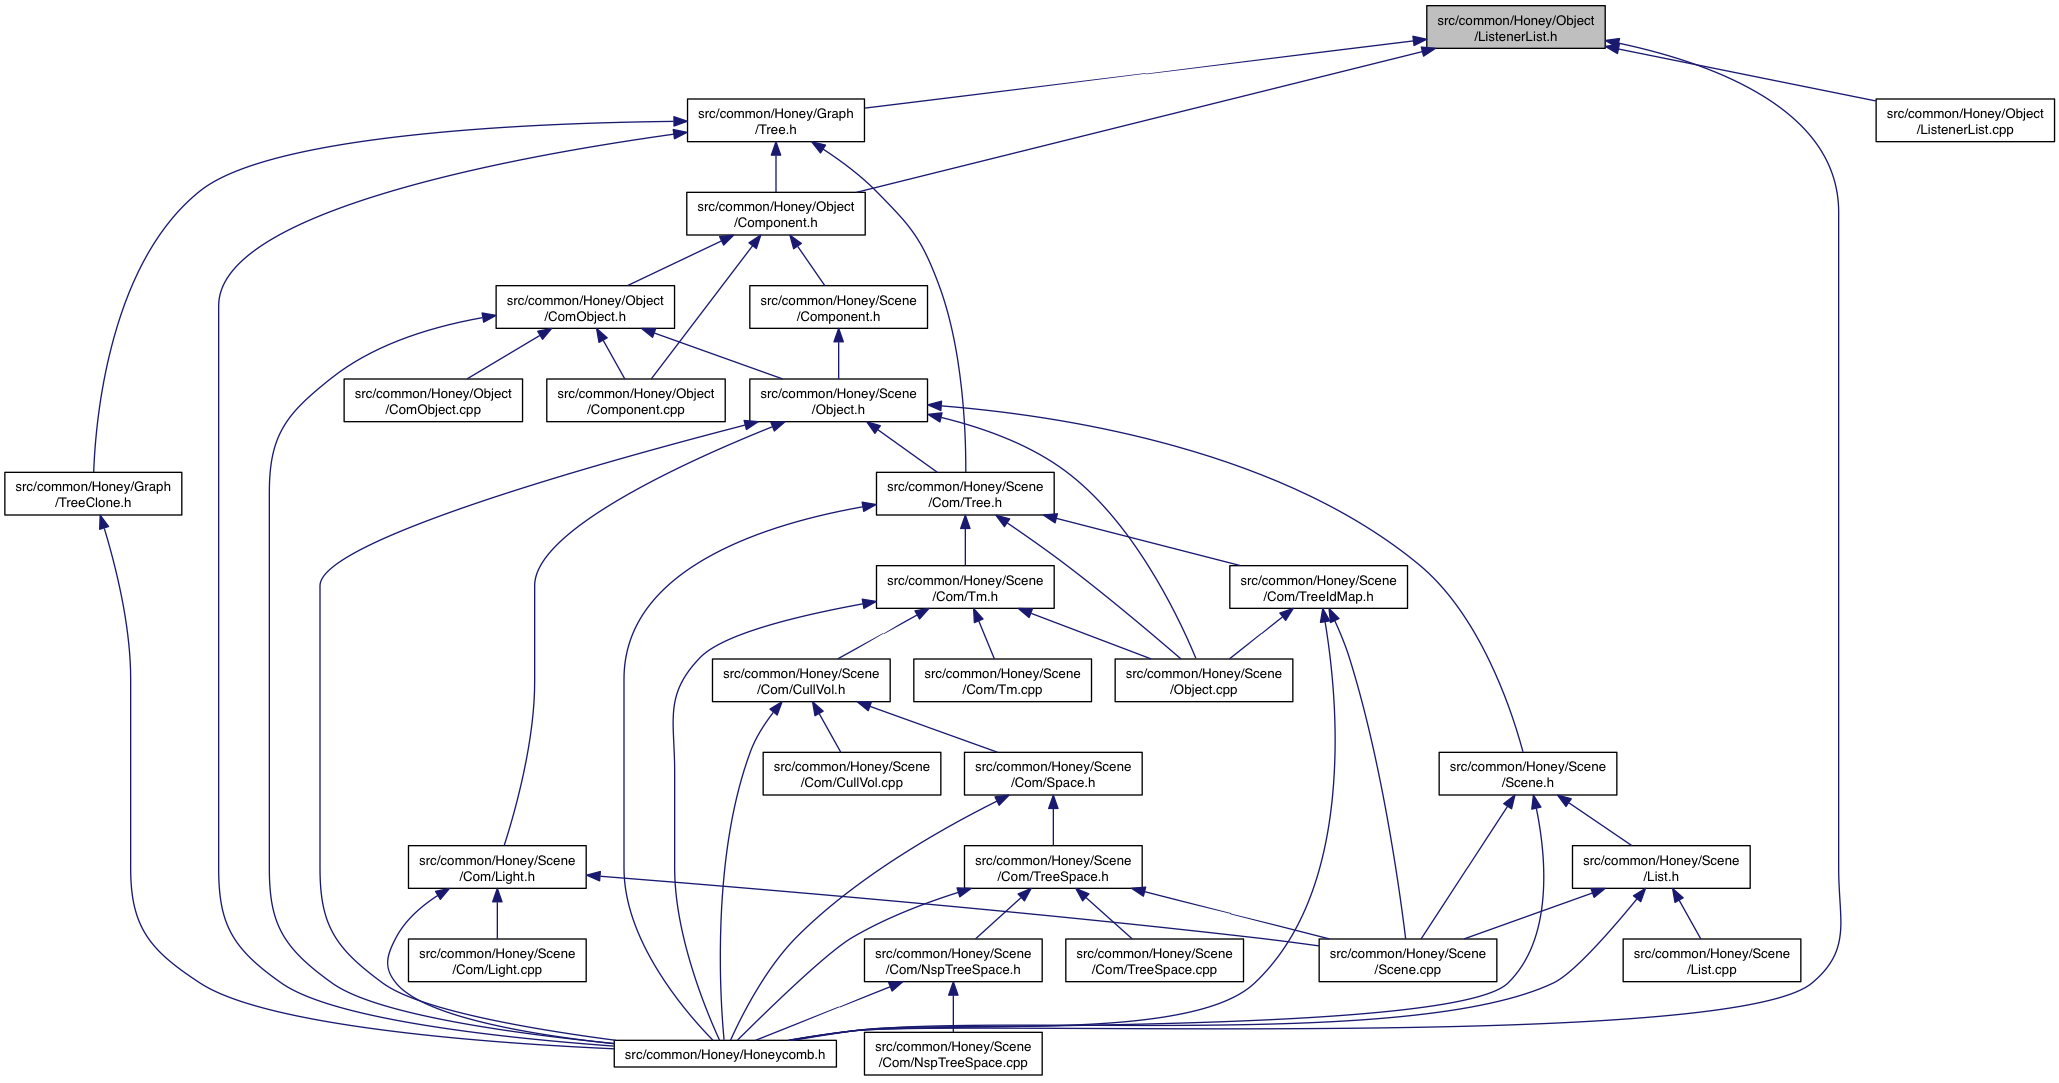 src/common/Honey/Object
/ListenerList.h
src/common/Honey/Graph
/Tree.h
src/common/Honey/Object
/ListenerList.cpp
src/common/Honey/Object
/Component.h
src/common/Honey/Object
/ComObject.h
src/common/Honey/Scene
/Component.h
src/common/Honey/Object
/ComObject.cpp
src/common/Honey/Object
/Component.cpp
src/common/Honey/Scene
/Object.h
src/common/Honey/Graph
/TreeClone.h
src/common/Honey/Scene
/Com/Tree.h
src/common/Honey/Scene
/Com/Tm.h
src/common/Honey/Scene
/Com/TreeIdMap.h
src/common/Honey/Scene
/Com/CullVol.h
src/common/Honey/Scene
/Com/Tm.cpp
src/common/Honey/Scene
/Object.cpp
src/common/Honey/Scene
/Com/CullVol.cpp
src/common/Honey/Scene
/Com/Space.h
src/common/Honey/Scene
/Scene.h
src/common/Honey/Scene
/Com/Light.h
src/common/Honey/Scene
/Com/TreeSpace.h
src/common/Honey/Scene
/List.h
src/common/Honey/Scene
/Com/Light.cpp
src/common/Honey/Scene
/Com/NspTreeSpace.h
src/common/Honey/Scene
/Com/TreeSpace.cpp
src/common/Honey/Scene
/Scene.cpp
src/common/Honey/Scene
/List.cpp
src/common/Honey/Honeycomb.h
src/common/Honey/Scene
/Com/NspTreeSpace.cpp